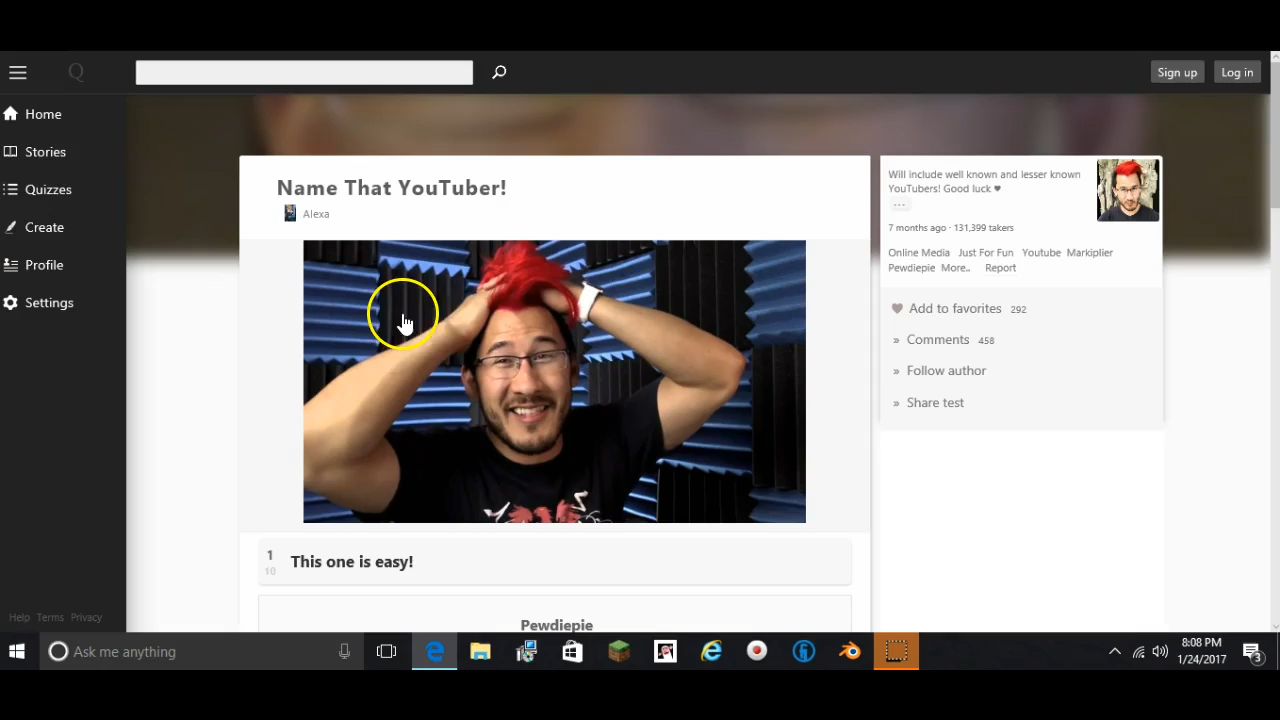 Q
Sign up
Log in
Home
Stories
Quizzes
Create
Profile
Settings
Name That YouTuber!
Alexa
Will include well known and lesser known
YouTubers! Good luck ♥
...
7 months ago · 131,399 takers
Online Media Just For Fun Youtube Markiplier
Pewdiepie More.. Report
Add to favorites 292
» Comments 458
» Follow author
» Share test
1
10
This one is easy!
Pewdiepie
Help Terms Privacy
Ask me anything
8:08 PM
1/24/2017
3